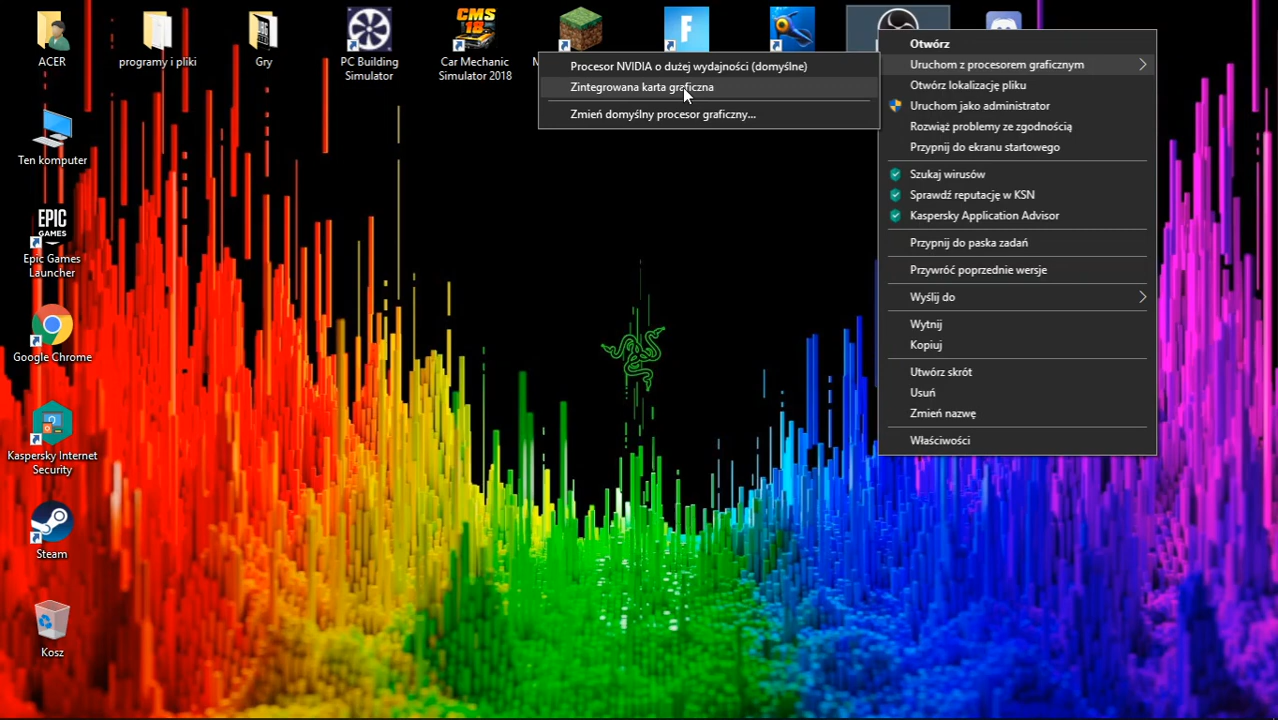 ACER
programy i pliki
Gry
PC Building
Simulator
Car Mechanic
Simulator 2018
CMS
18
F
Ten komputer
EPIC
GAMES
Epic Games
Launcher
Google Chrome
Kaspersky Internet
Security
Steam
Kosz
Procesor NVIDIA o dużej wydajności (domyślne)
Zintegrowana karta graficzna
Zmień domyślny procesor graficzny...
Otwórz
Uruchom z procesorem graficznym
Otwórz lokalizację pliku
Uruchom jako administrator
Rozwiąż problemy ze zgodnością
Przypnij do ekranu startowego
Szukaj wirusów
Sprawdź reputację w KSN
Kaspersky Application Advisor
Przypnij do paska zadań
Przywróć poprzednie wersje
Wyślij do
Wytnij
Kopiuj
Utwórz skrót
Usuń
Zmień nazwę
Właściwości